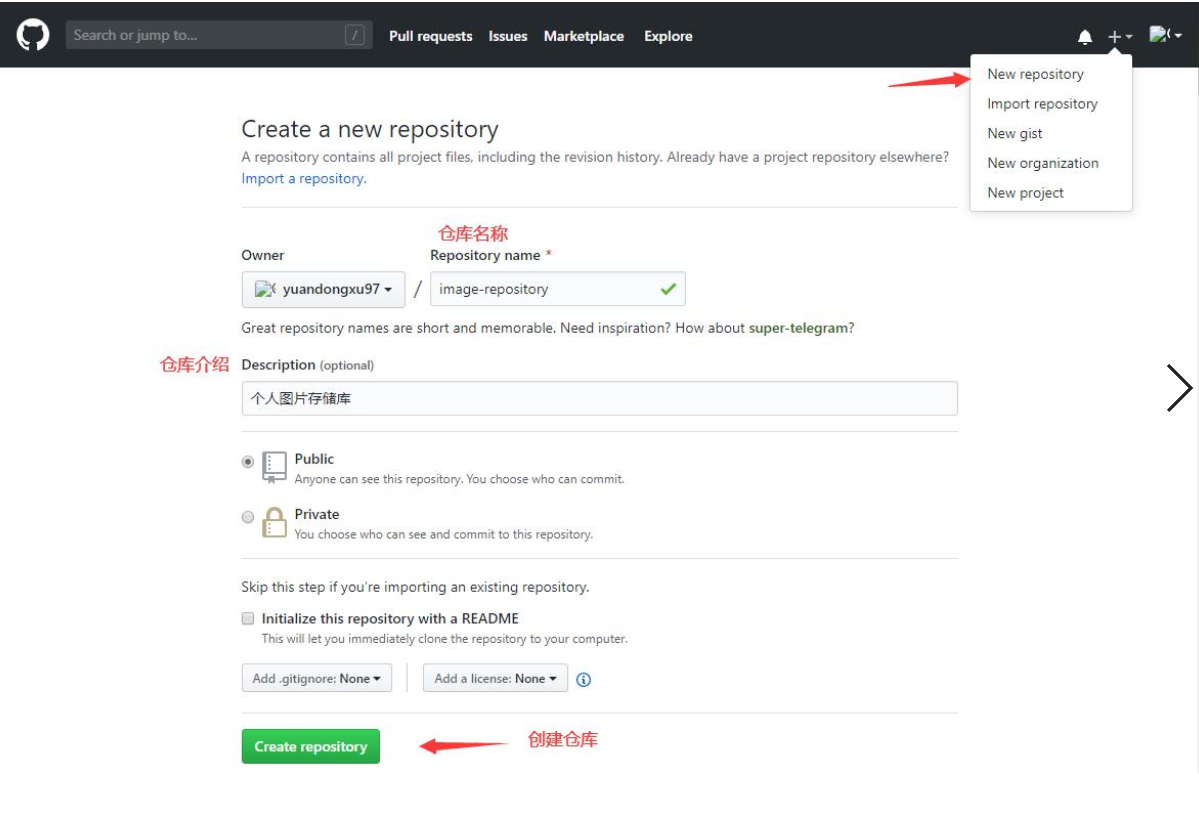 Search or jump to...
/
Pull requests
Issues
Marketplace
Explore
New repository
Import repository
New gist
New organization
New project
Create a new repository
A repository contains all project files, including the revision history. Already have a project repository elsewhere?
Import a repository.
仓库名称
Owner
Repository name *
yuandongxu97
/
image-repository
Great repository names are short and memorable. Need inspiration? How about super-telegram?
仓库介绍
Description (optional)
个人图片存储库
Public
Anyone can see this repository. You choose who can commit.
Private
You choose who can see and commit to this repository.
Skip this step if you're importing an existing repository.
Initialize this repository with a README
This will let you immediately clone the repository to your computer.
Add .gitignore: None
Add a license: None
Create repository
创建仓库